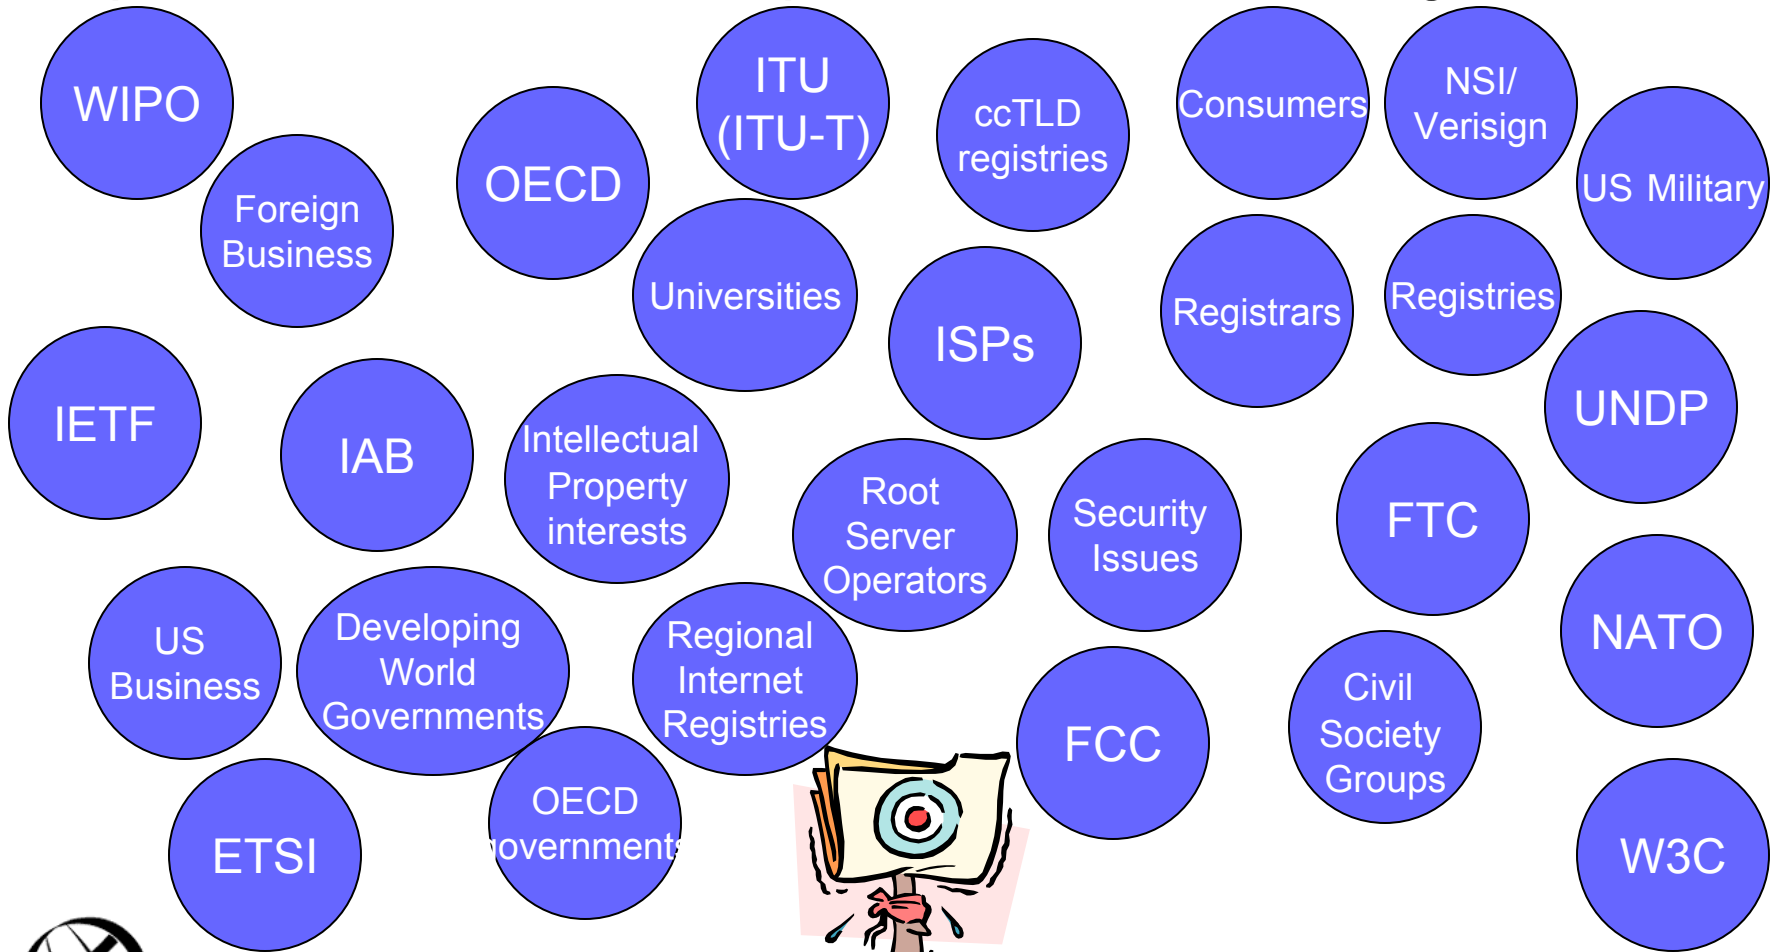 WIPO
Foreign
Business
OECD
ITU
(ITU-T)
ccTLD
registries
Consumers
NSI/
Verisign
US Military
Universities
ISPs
Registrars
Registries
IETF
IAB
Intellectual
Property
interests
Root
Server
Operators
Security
Issues
FTC
UNDP
US
Business
Developing
World
Governments
Regional
Internet
Registries
FCC
Civil
Society
Groups
NATO
ETSI
OECD
governments
W3C